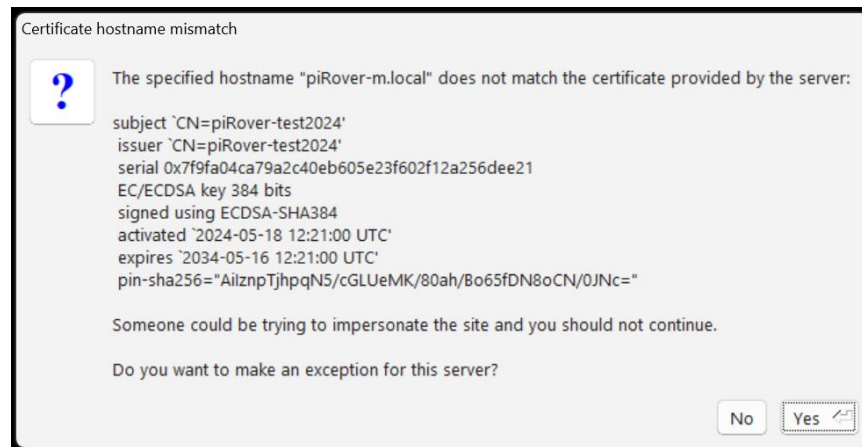 Certificate hostname mismatch
The specified hostname "piRover-m.local" does not match the certificate provided by the server:
subject `CN=piRover-test2024'
issuer `CN=piRover-test2024'
serial 0x7f9fa04ca79a2c40eb605e23f602f12a256dee21
EC/ECDSA key 384 bits
signed using ECDSA-SHA384
activated `2024-05-18 12:21:00 UTC'
expires `2034-05-16 12:21:00 UTC'
pin-sha256="AiIznpTjhpqN5/cGLUeMK/80ah/Bo65fDN8oCN/0JNc="
Someone could be trying to impersonate the site and you should not continue.
Do you want to make an exception for this server?
No Yes